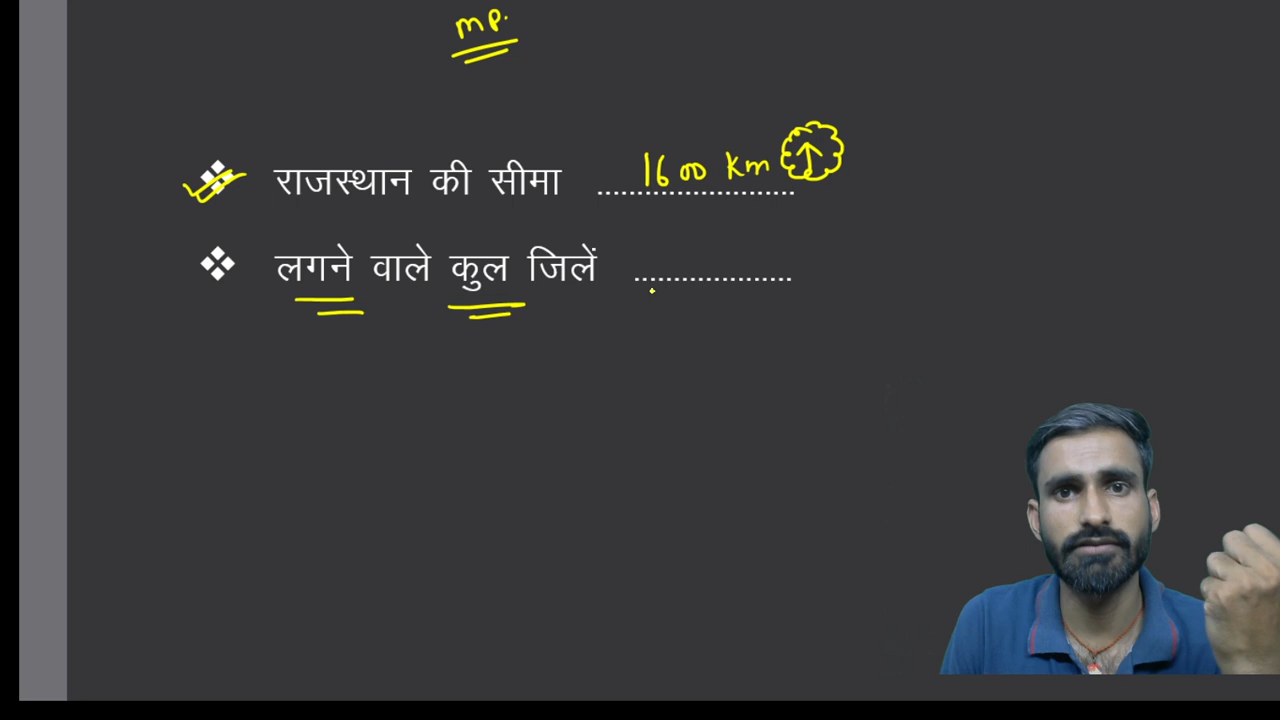 MP.
❖ राजस्थान की सीमा .................... 1600 Km ↑
❖ लगने वाले कुल जिलें ....................